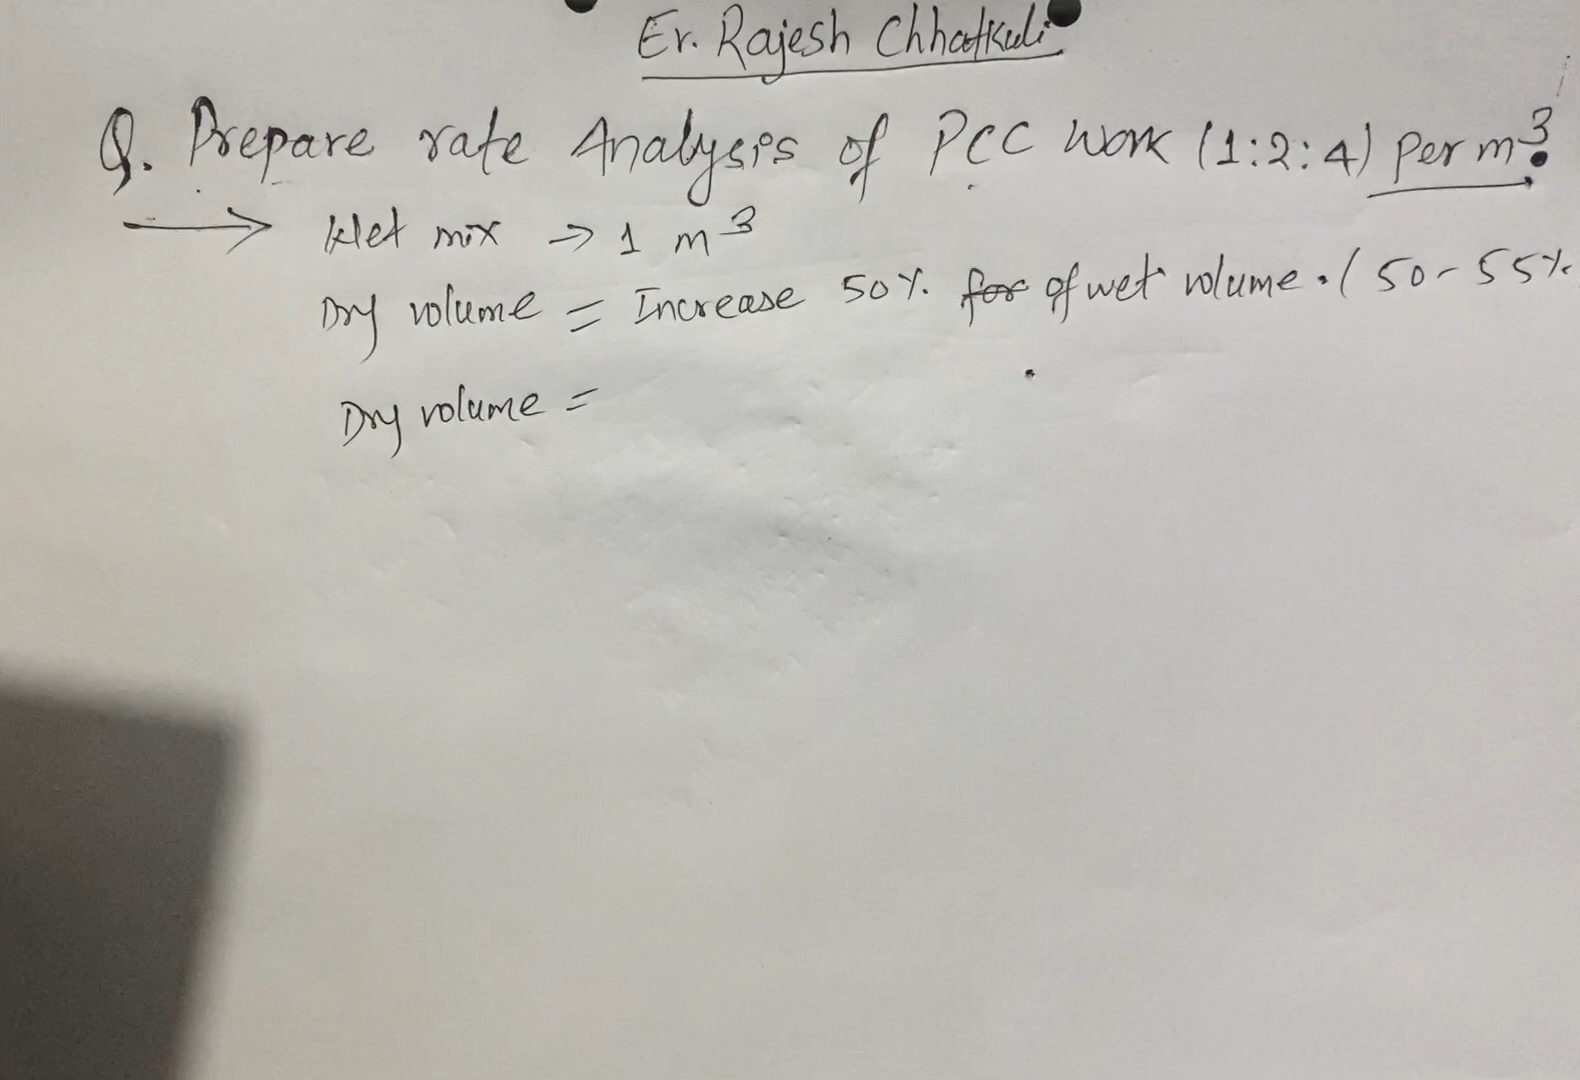 Er. Rajesh Chhatkuli
Q. Prepare rate Analysis of PCC Work (1:2:4) per m³.
→ Wet mix → 1 m³
Dry volume = Increase 50% for of wet volume. (50-55%
Dry volume =